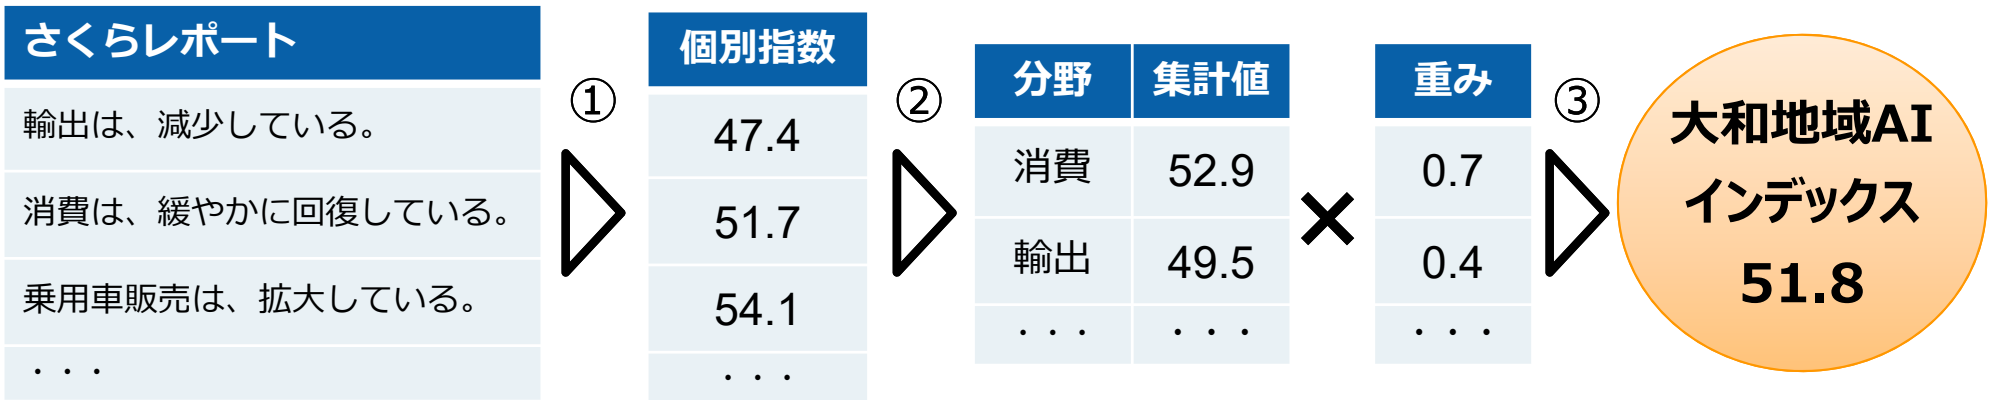 さくらレポート
輸出は、減少している。
消費は、緩やかに回復している。
乗用車販売は、拡大している。
・・・
①
個別指数
47.4
51.7
54.1
・・・
②
分野 集計値
消費 52.9
輸出 49.5
・・・ ・・・
×
重み
0.7
0.4
・・・
③
大和地域AI
インデックス
51.8